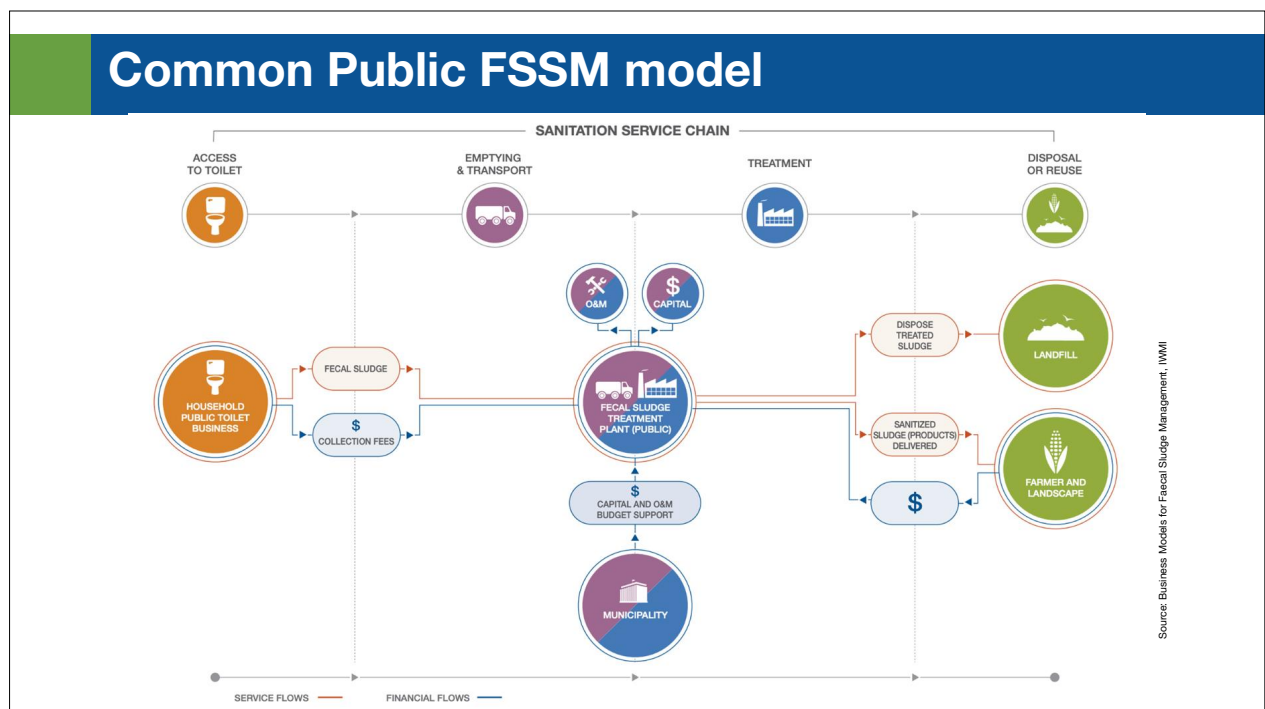 Common Public FSSM model
SANITATION SERVICE CHAIN
ACCESS
TO TOILET
EMPTYING
& TRANSPORT
TREATMENT
DISPOSAL
OR REUSE
O&M
$
CAPITAL
DISPOSE
TREATED
SLUDGE
LANDFILL
FECAL SLUDGE
HOUSEHOLD
PUBLIC TOILET
BUSINESS
$
COLLECTION FEES
FECAL SLUDGE
TREATMENT
PLANT (PUBLIC)
SANITIZED
SLUDGE (PRODUCTS)
DELIVERED
FARMER AND
LANDSCAPE
$
$
CAPITAL AND O&M
BUDGET SUPPORT
MUNICIPALITY
SERVICE FLOWS
FINANCIAL FLOWS
Source: Business Models for Faecal Sludge Management, IWMI